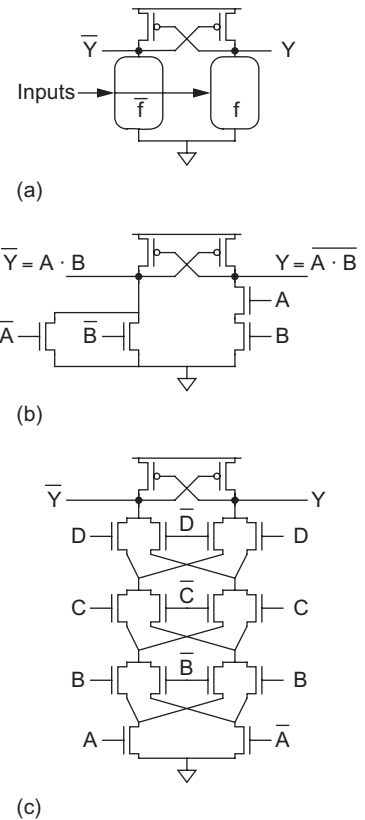 Y̅ Y
Inputs
f̅ f
(a)
Y̅ = A · B Y = A̅ ̅·̅ ̅B̅
A
A̅ B̅ B
(b)
Y̅ Y
D D̅ D
C C̅ C
B B̅ B
A A̅
(c)